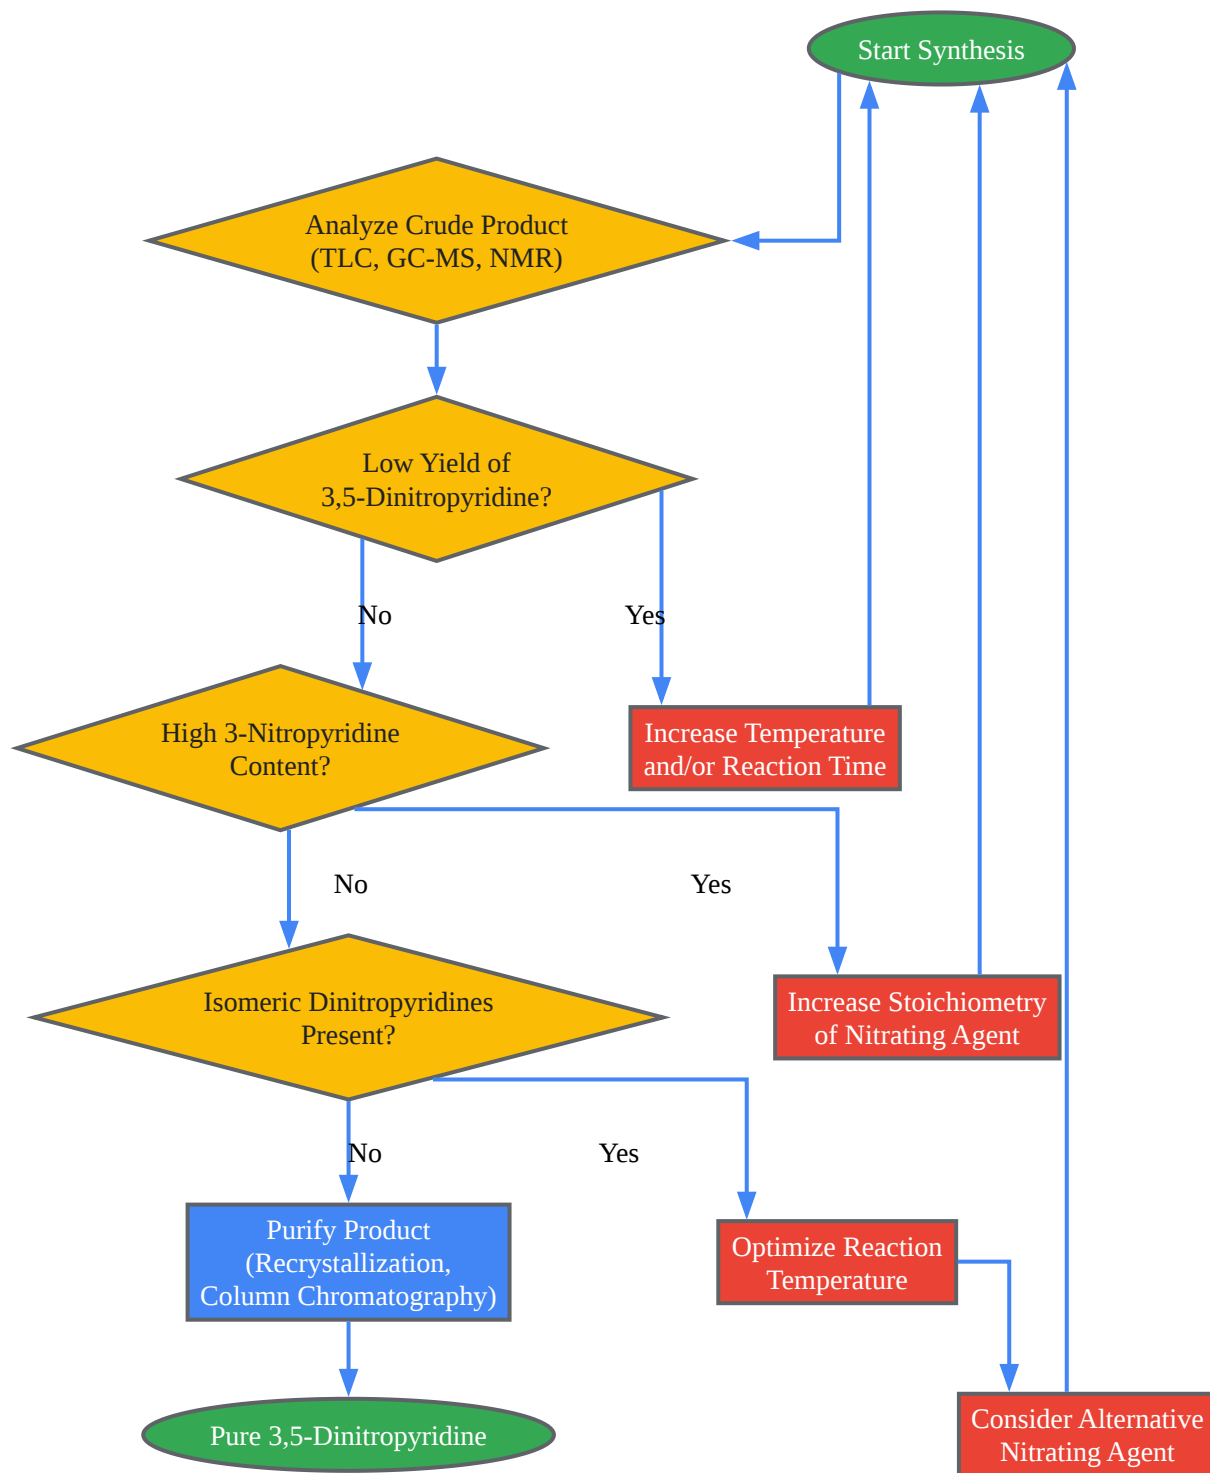 Start Synthesis
Analyze Crude Product
(TLC, GC-MS, NMR)
Low Yield of
3,5-Dinitropyridine?
No
Yes
High 3-Nitropyridine
Content?
Increase Temperature
and/or Reaction Time
No
Yes
Isomeric Dinitropyridines
Present?
Increase Stoichiometry
of Nitrating Agent
No
Yes
Purify Product
(Recrystallization,
Column Chromatography)
Optimize Reaction
Temperature
Pure 3,5-Dinitropyridine
Consider Alternative
Nitrating Agent